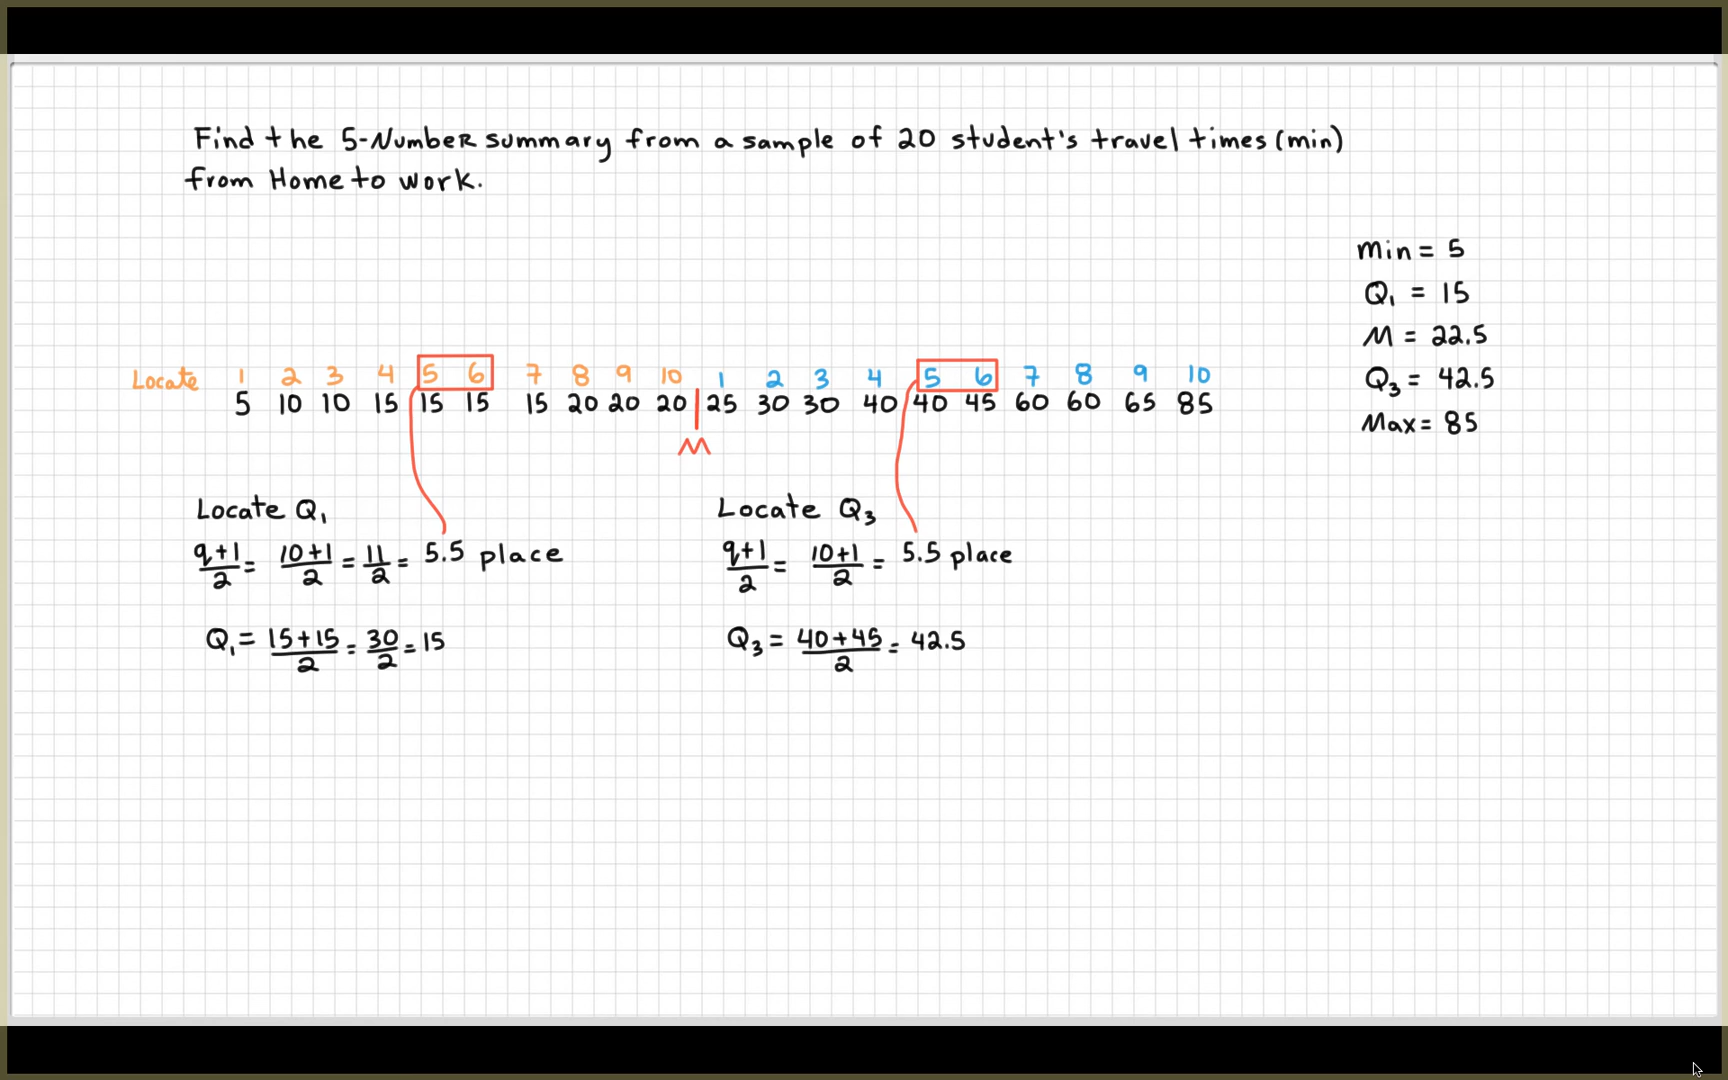 Find the 5-Number summary from a sample of 20 student's travel times (min)
from Home to work.
min = 5
Q₁ = 15
M = 22.5
Q₃ = 42.5
Max = 85
Locate 1 2 3 4 5 6 7 8 9 10 1 2 3 4 5 6 7 8 9 10
5 10 10 15 15 15 15 20 20 20 | 25 30 30 40 40 45 60 60 65 85
M
Locate Q₁
q+1/2 = 10+1/2 = 11/2 = 5.5 place
Q₁ = 15+15/2 = 30/2 = 15
Locate Q₃
q+1/2 = 10+1/2 = 5.5 place
Q₃ = 40+45/2 = 42.5